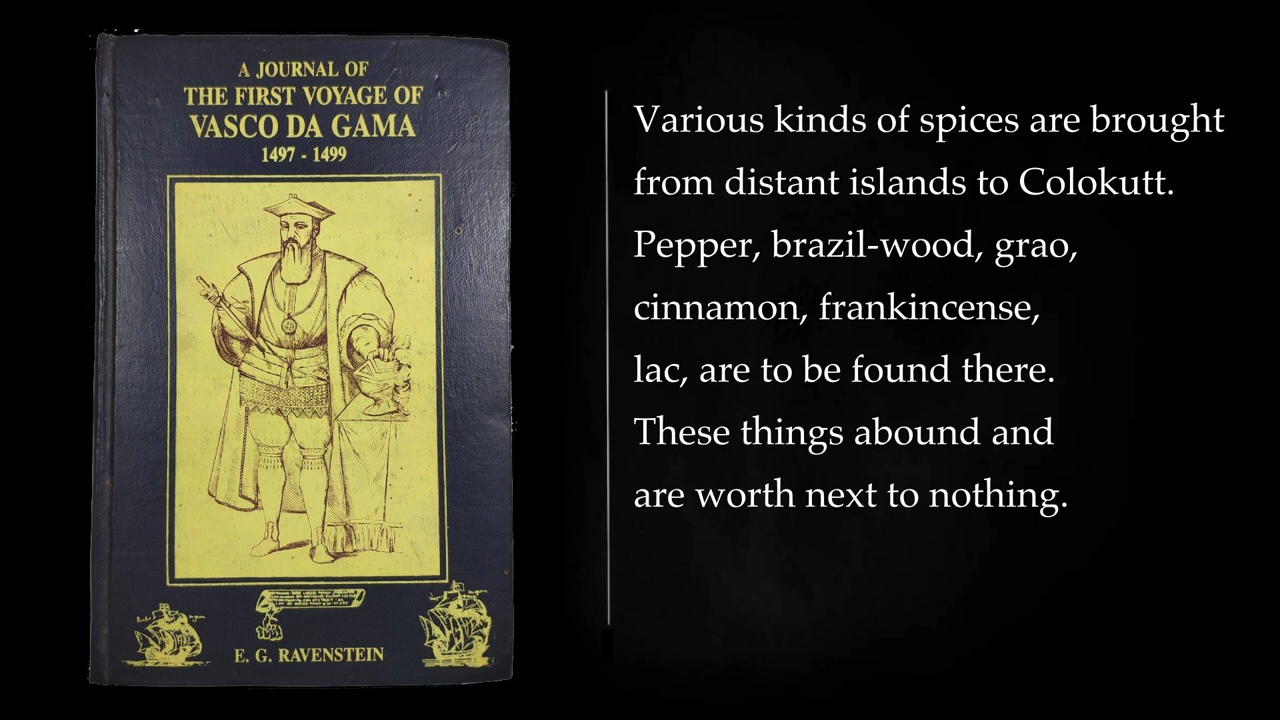 A JOURNAL OF
THE FIRST VOYAGE OF
VASCO DA GAMA
1497 - 1499
E. G. RAVENSTEIN
Various kinds of spices are brought
from distant islands to Colokutt.
Pepper, brazil-wood, grao,
cinnamon, frankincense,
lac, are to be found there.
These things abound and
are worth next to nothing.